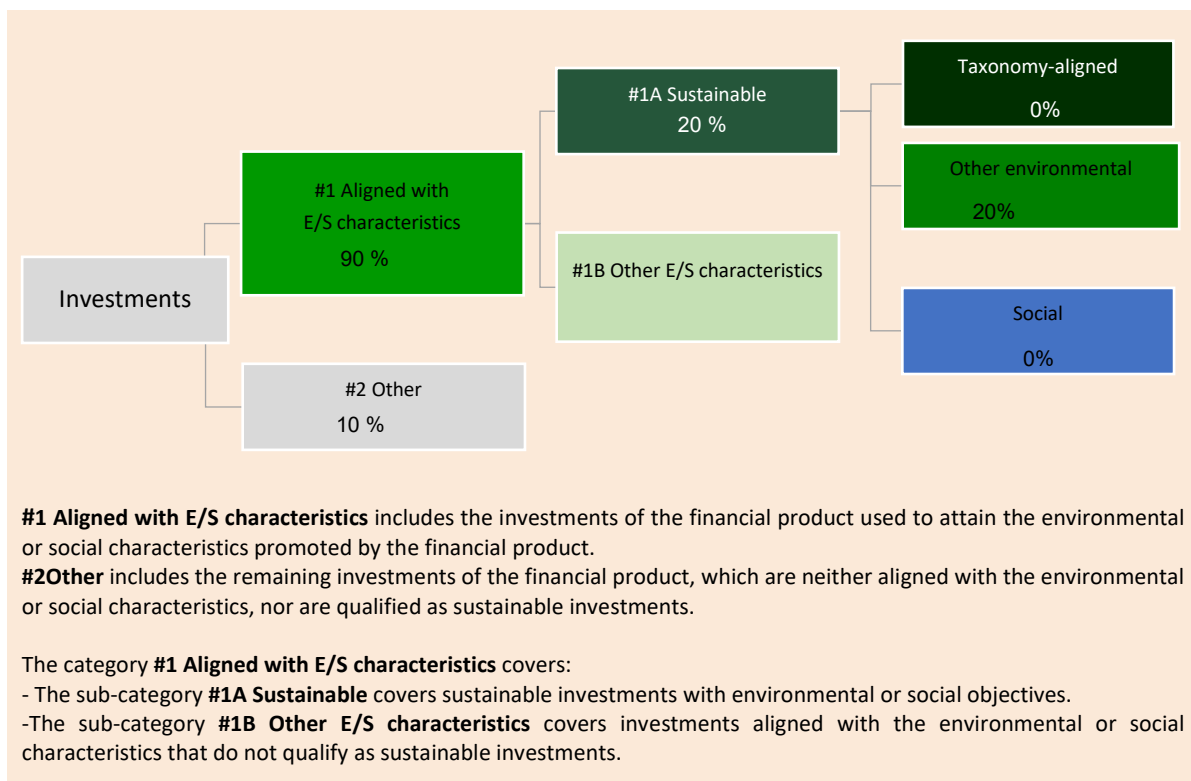 Taxonomy-aligned
0%
#1A Sustainable
20 %
Other environmental
20%
#1 Aligned with
E/S characteristics
90 %
#1B Other E/S characteristics
Investments
Social
0%
#2 Other
10 %
#1 Aligned with E/S characteristics includes the investments of the financial product used to attain the environmental
or social characteristics promoted by the financial product.
#2Other includes the remaining investments of the financial product, which are neither aligned with the environmental
or social characteristics, nor are qualified as sustainable investments.
The category #1 Aligned with E/S characteristics covers:
- The sub-category #1A Sustainable covers sustainable investments with environmental or social objectives.
-The sub-category #1B Other E/S characteristics covers investments aligned with the environmental or social
characteristics that do not qualify as sustainable investments.